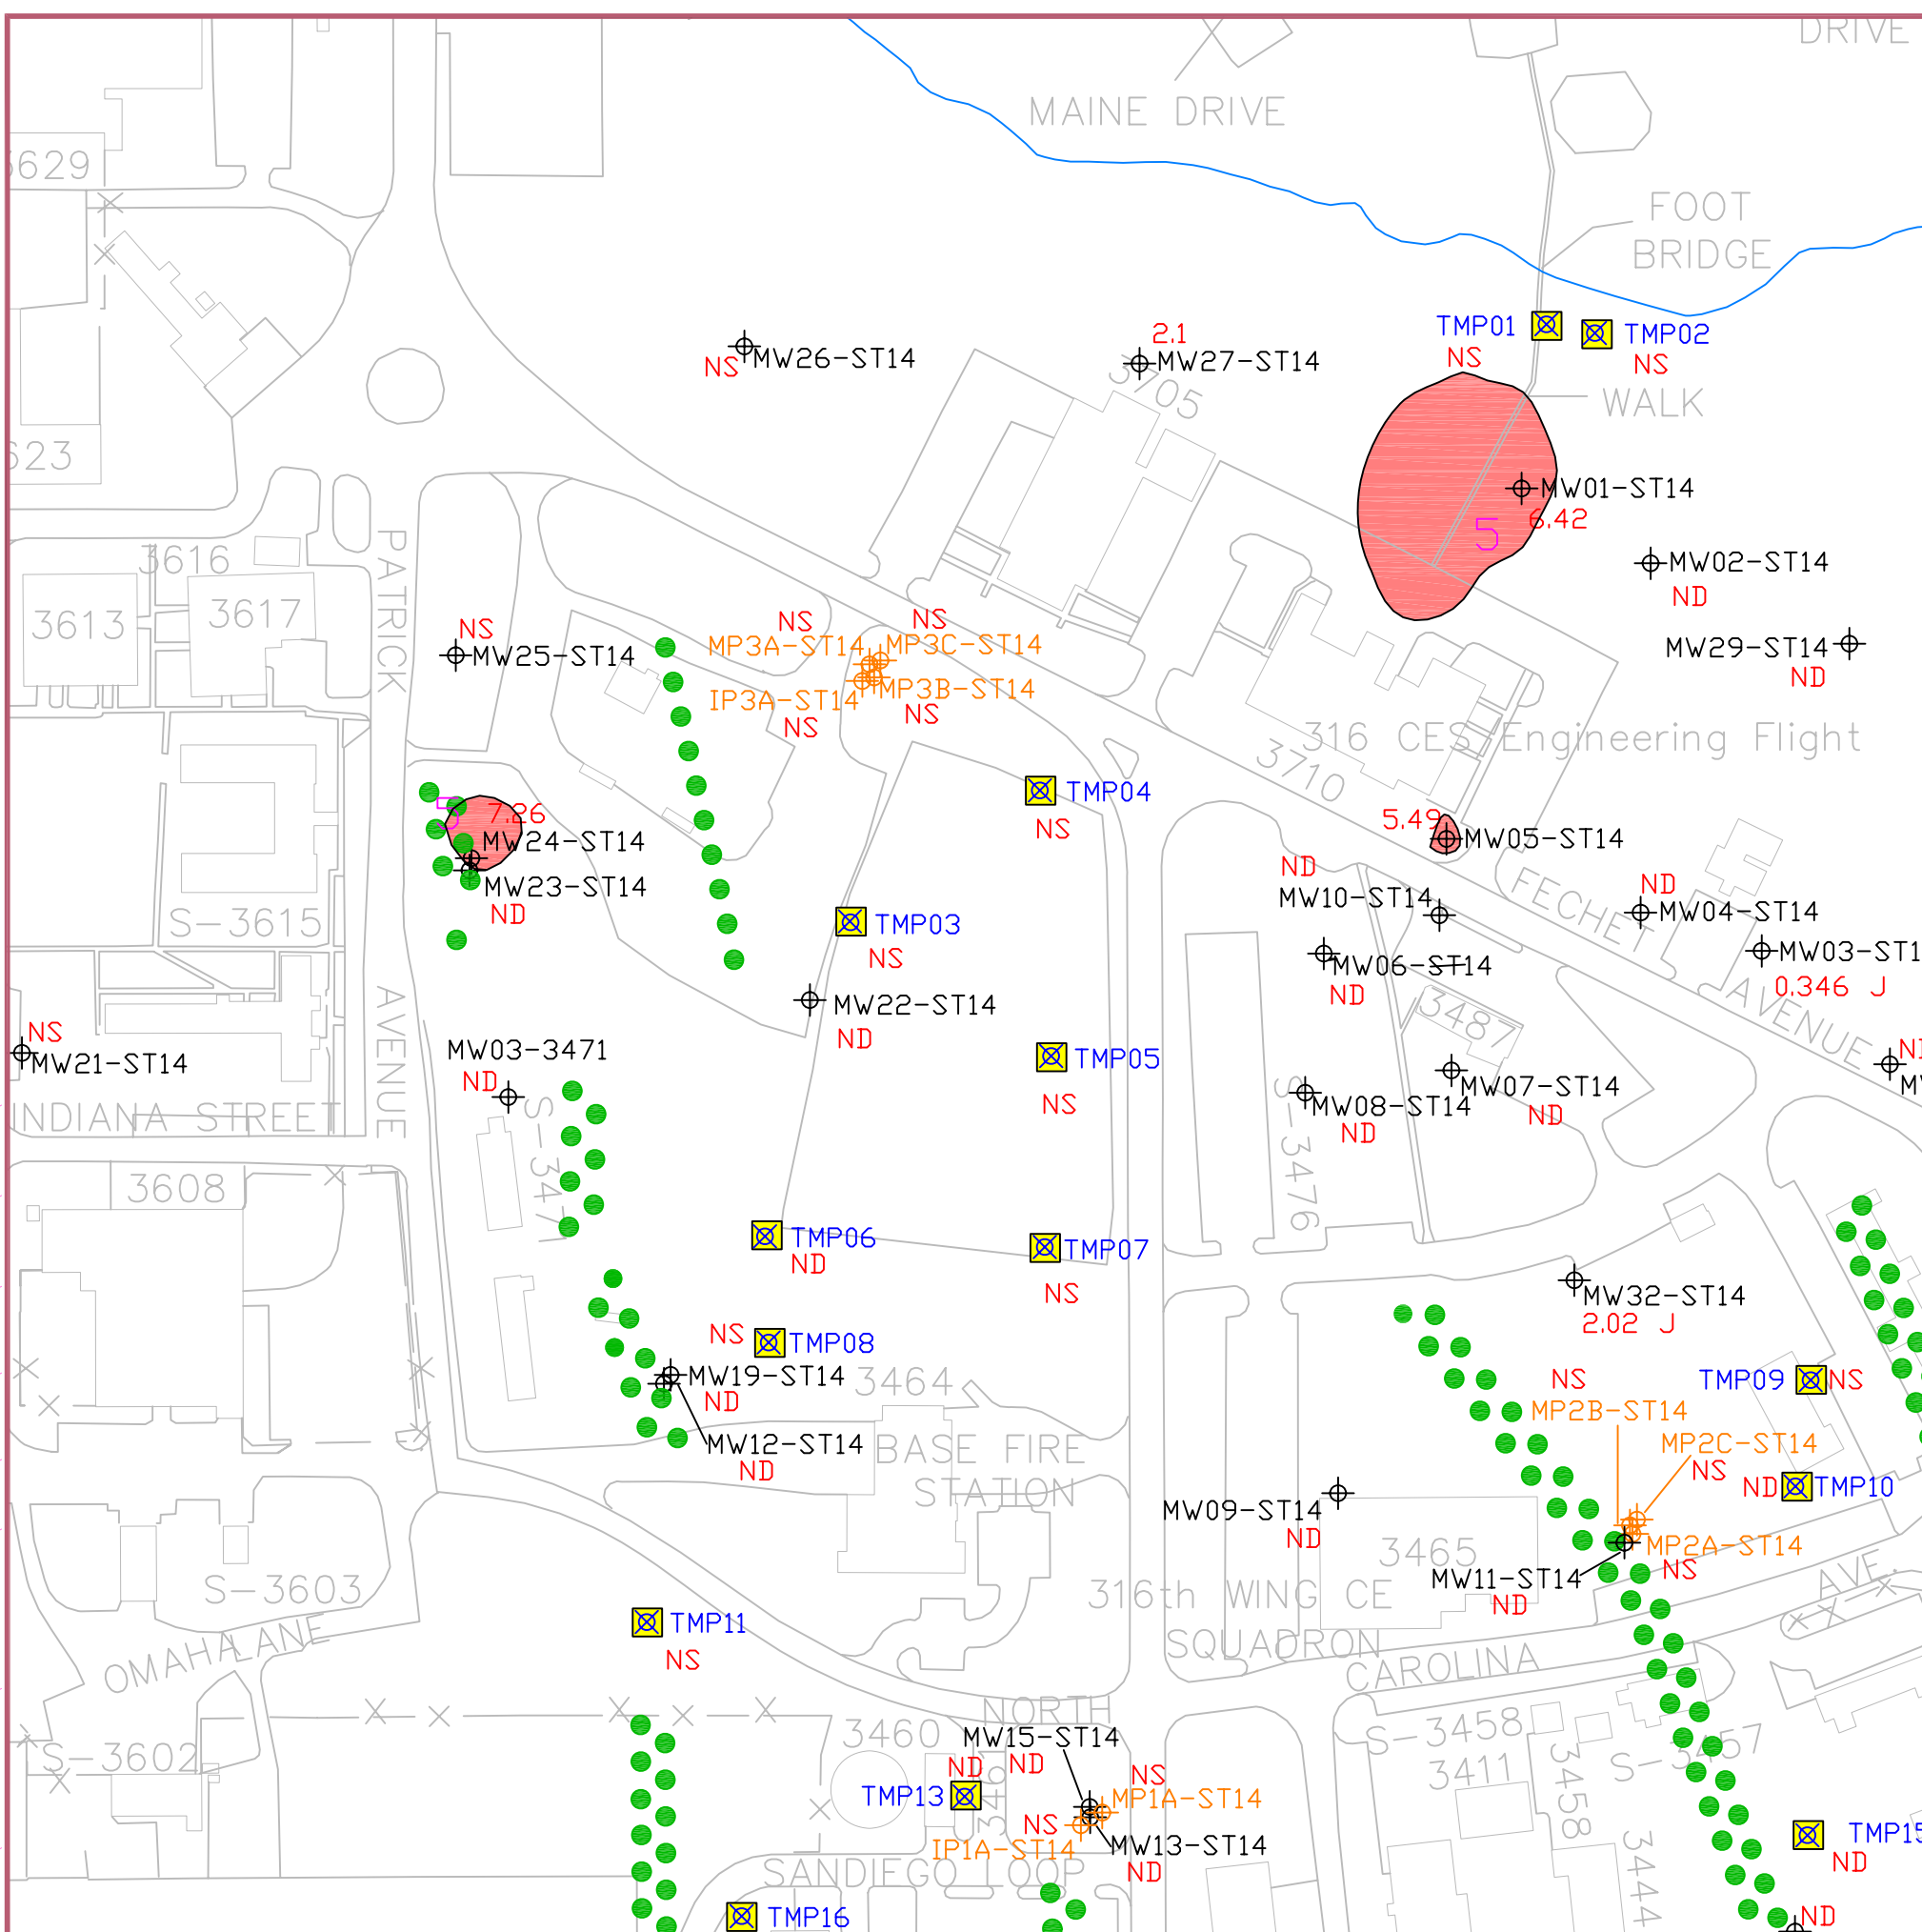 DRIVE
MAINE DRIVE
3629
FOOT
BRIDGE
TMP01
NS
TMP02
NS
2.1
MW27-ST14
MW26-ST14
NS
3705
WALK
623
MW01-ST14
6.42
5
PATRICK
3616
MW02-ST14
ND
3613
3617
NS
MW25-ST14
NS
NS
MP3A-ST14
MP3C-ST14
IP3A-ST14
MP3B-ST14
NS
NS
MW29-ST14
ND
316 CES Engineering Flight
3710
TMP04
NS
5
7.26
MW24-ST14
MW23-ST14
ND
5.49
MW05-ST14
ND
MW10-ST14
FECHET
ND
MW04-ST14
S-3615
TMP03
NS
MW06-ST14
ND
MW03-ST1
0.346 J
AVENUE
AVENUE
MW22-ST14
ND
3487
NS
MW21-ST14
MW03-3471
ND
TMP05
NS
MW07-ST14
ND
MW08-ST14
ND
INDIANA STREET
S-3471
S-3476
3608
TMP06
ND
TMP07
NS
MW32-ST14
2.02 J
NS
TMP08
MW19-ST14
ND
3464
NS
TMP09
NS
MP2B-ST14
MW12-ST14
ND
BASE FIRE
STATION
MP2C-ST14
NS
ND
TMP10
MW09-ST14
ND
3465
MP2A-ST14
NS
MW11-ST14
ND
S-3603
316th WING CE
SQUADRON
AVE.
TMP11
NS
OMAHA LANE
CAROLINA
NORTH
3460
MW15-ST14
ND
ND
S-3458
S-3602
3411
3458
S-3457
TMP13
3461
NS
MP1A-ST14
NS
IP1A-ST14
MW13-ST14
ND
TMP15
ND
SANDIEGO LOOP
3444
TMP16
ND